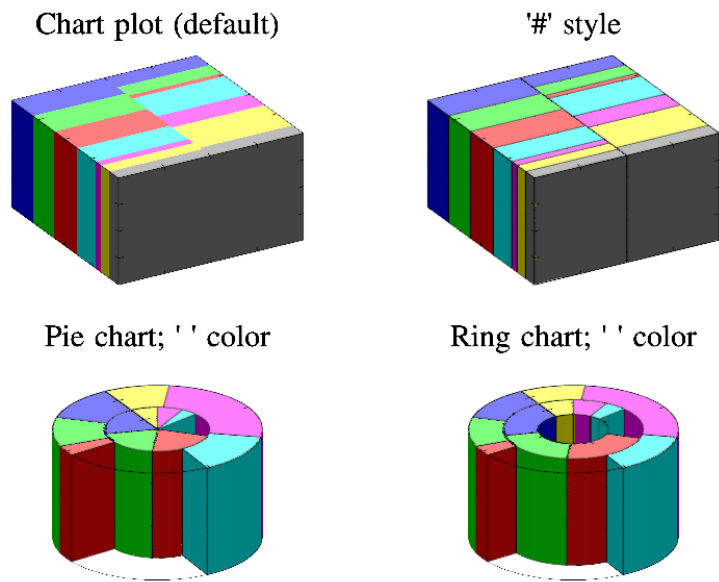 Chart plot (default)
'#' style
Pie chart; ' ' color
Ring chart; ' ' color